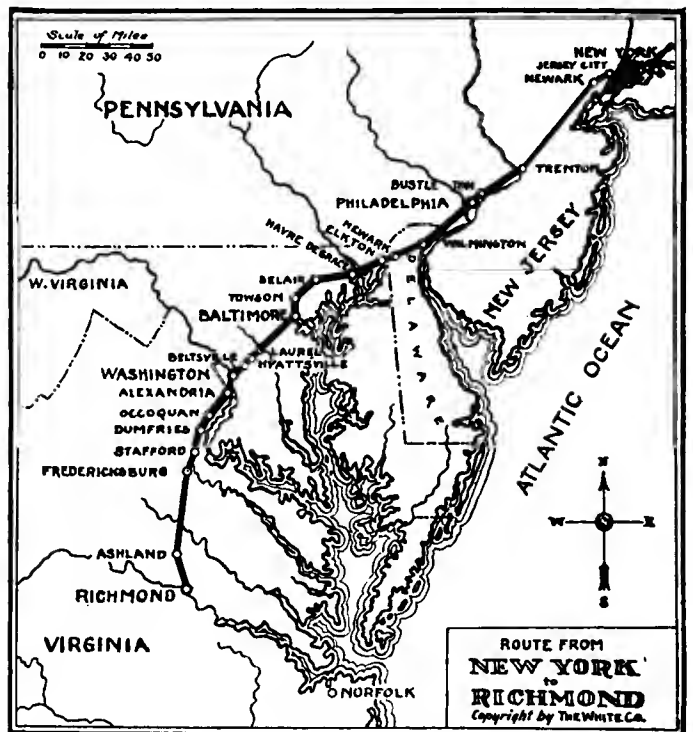 Scale of Miles
0 10 20 30 40 50
NEW YORK
JERSEY CITY
NEWARK
PENNSYLVANIA
TRENTON
BUSTLETON
PHILADELPHIA
NEWARK
ELKTON
HAVRE DE GRACE
WILMINGTON
NEW JERSEY
BELAIR
W. VIRGINIA
TOWSON
BALTIMORE
DELAWARE
BELTSVILLE
LAUREL
HYATTSVILLE
WASHINGTON
ALEXANDRIA
OCCOQUAN
DUMFRIES
STAFFORD
FREDERICKSBURG
ATLANTIC OCEAN
N
W
E
S
ASHLAND
RICHMOND
VIRGINIA
NORFOLK
ROUTE FROM
NEW YORK
to
RICHMOND
Copyright by THE WHITE CO.